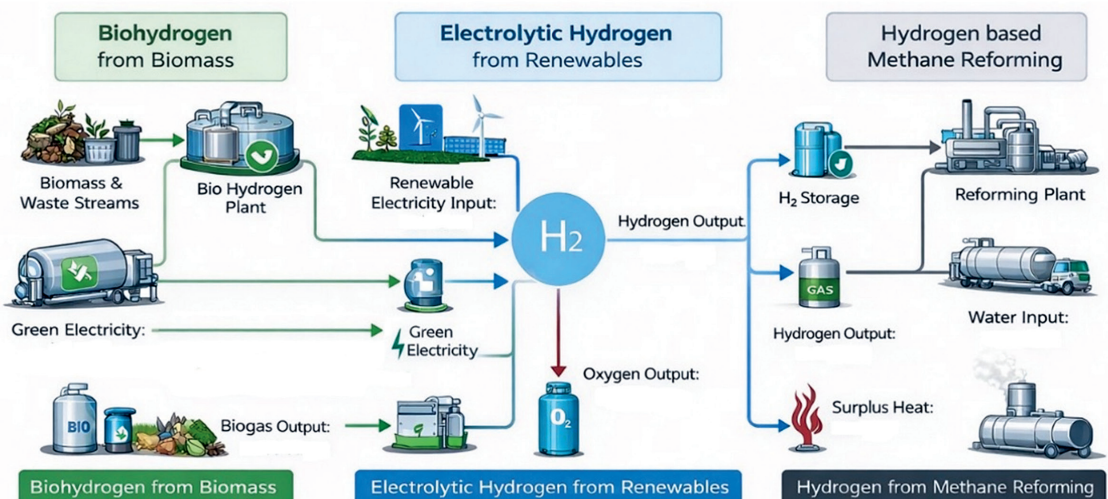 Biohydrogen
from Biomass
Electrolytic Hydrogen
from Renewables
Hydrogen based
Methane Reforming
Biomass &
Waste Streams
Bio Hydrogen
Plant
Renewable
Electricity Input:
H2
Hydrogen Output.
H₂ Storage
Reforming Plant
GAS
Green Electricity:
Green
Electricity
Hydrogen Output:
Water Input:
Oxygen Output:
O₂
BIO
Biogas Output:
Surplus Heat:
Biohydrogen from Biomass
Electrolytic Hydrogen from Renewables
Hydrogen from Methane Reforming